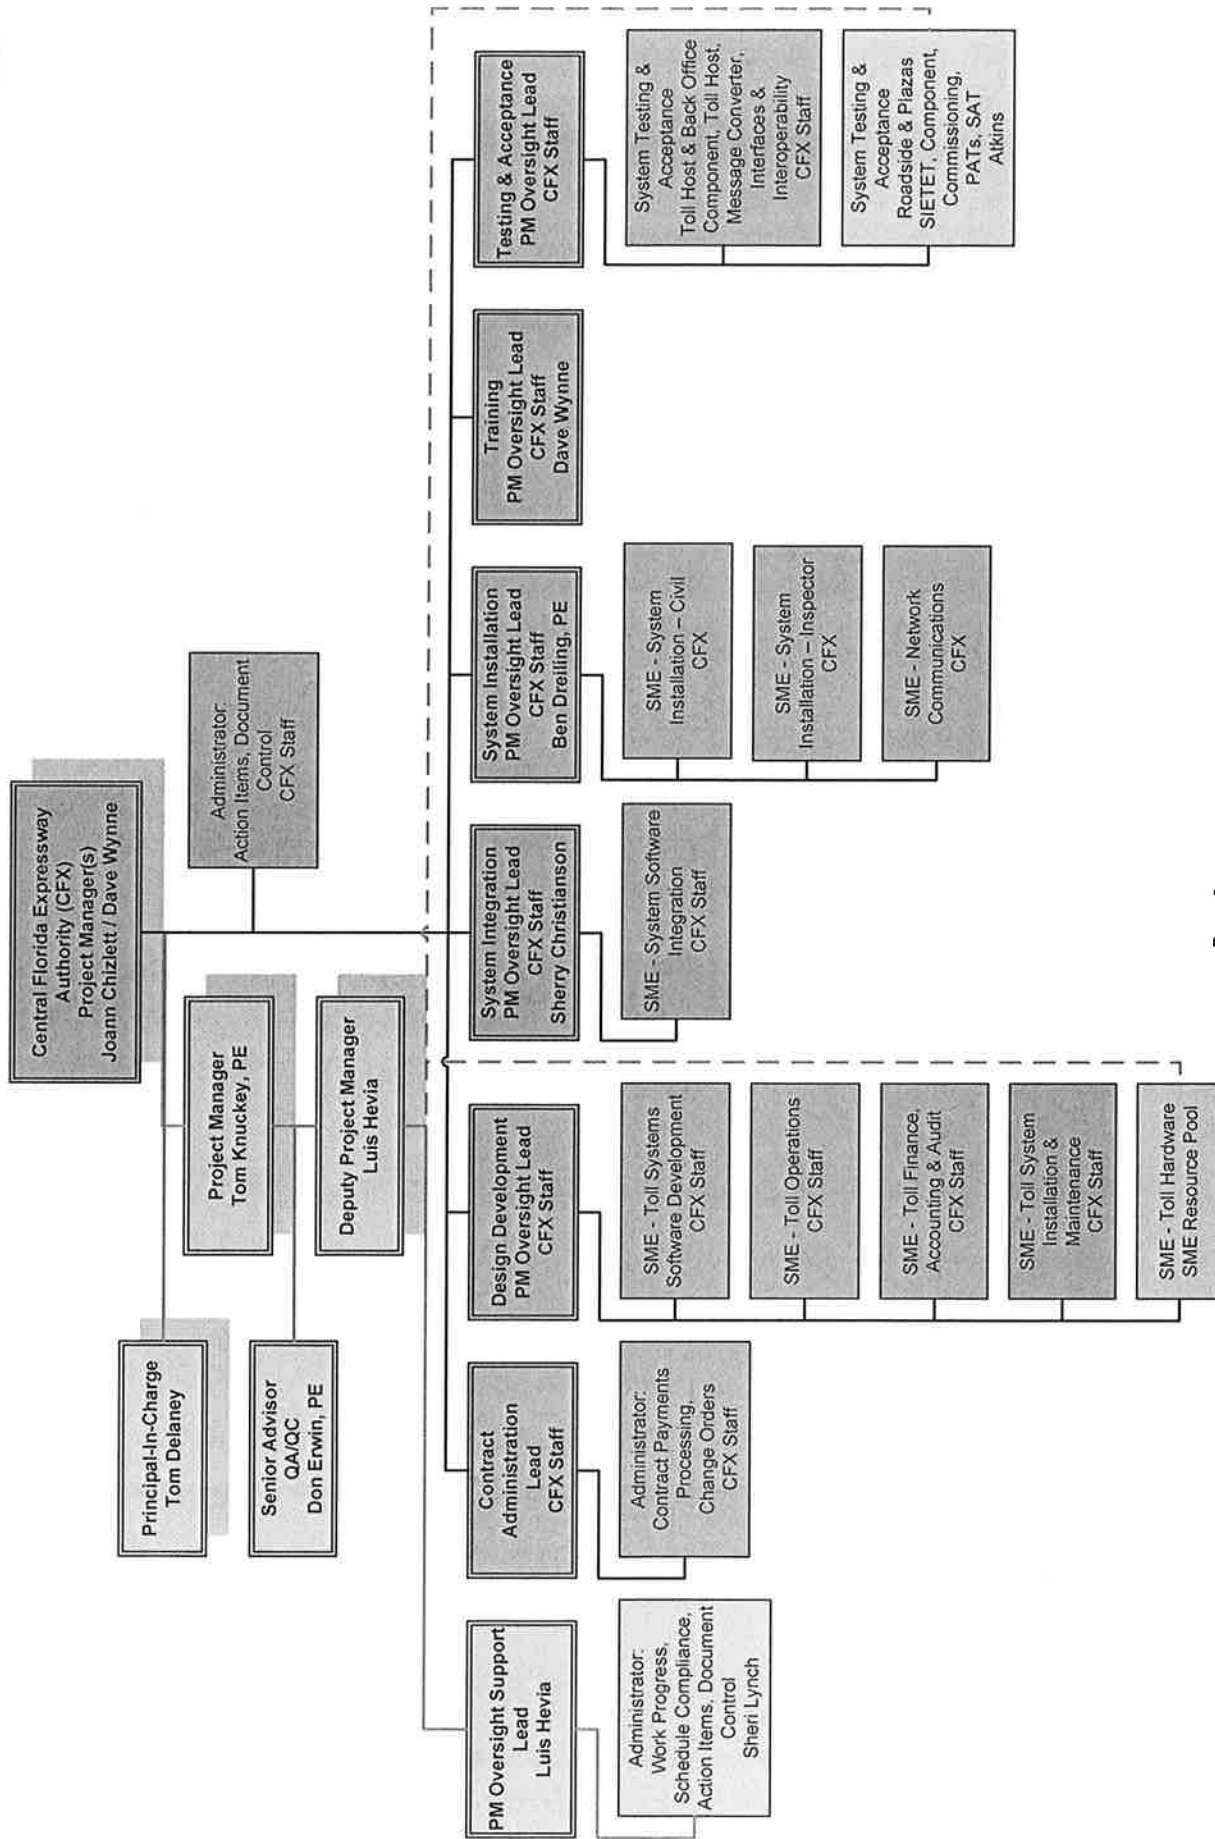 Central Florida Expressway
Authority (CFX)
Project Manager(s)
Joann Chizlett / Dave Wynne
Administrator:
Action Items, Document
Control
CFX Staff
Principal-In-Charge
Tom Delaney
Project Manager
Tom Knuckey, PE
Senior Advisor
QA/QC
Don Erwin, PE
Deputy Project Manager
Luis Hevia
PM Oversight Support
Lead
Luis Hevia
Administrator:
Work Progress,
Schedule Compliance,
Action Items, Document
Control
Sheri Lynch
Contract
Administration
Lead
CFX Staff
Administrator:
Contract Payments
Processing,
Change Orders
CFX Staff
Design Development
PM Oversight Lead
CFX Staff
SME - Toll Systems
Software Development
CFX Staff
SME - Toll Operations
CFX Staff
SME - Toll Finance,
Accounting & Audit
CFX Staff
SME - Toll System
Installation &
Maintenance
CFX Staff
SME - Toll Hardware
SME Resource Pool
System Integration
PM Oversight Lead
CFX Staff
Sherry Christianson
SME - System Software
Integration
CFX Staff
System Installation
PM Oversight Lead
CFX Staff
Ben Dreiling, PE
SME - System
Installation – Civil
CFX
SME - System
Installation – Inspector
CFX
SME - Network
Communications
CFX
Training
PM Oversight Lead
CFX Staff
Dave Wynne
Testing & Acceptance
PM Oversight Lead
CFX Staff
System Testing &
Acceptance
Toll Host & Back Office
Component, Toll Host,
Message Converter,
Interfaces &
Interoperability
CFX Staff
System Testing &
Acceptance
Roadside & Plazas
SIETET, Component,
Commissioning,
PATs, SAT
Atkins